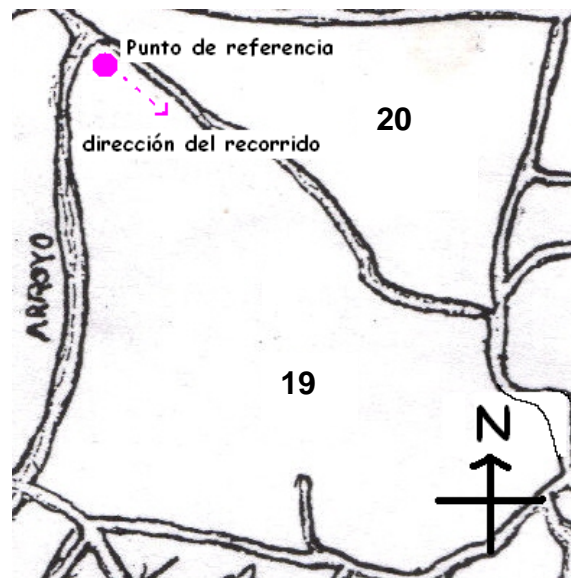 Punto de referencia
20
dirección del recorrido
ARROYO
19
N